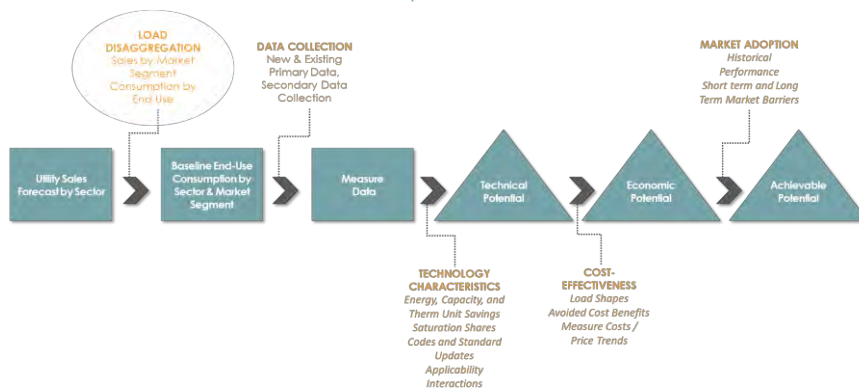 LOAD
DISAGGREGATION
Sales by Market
Segment
Consumption by
End Use
DATA COLLECTION
New & Existing
Primary Data,
Secondary Data
Collection
MARKET ADOPTION
Historical
Performance
Short term and Long
Term Market Barriers
Utility Sales
Forecast by Sector
Baseline End-Use
Consumption by
Sector & Market
Segment
Measure
Data
Technical
Potential
Economic
Potential
Achievable
Potential
TECHNOLOGY
CHARACTERISTICS
Energy, Capacity, and
Therm Unit Savings
Saturation Shares
Codes and Standard
Updates
Applicability
Interactions
COST-
EFFECTIVENESS
Load Shapes
Avoided Cost Benefits
Measure Costs /
Price Trends